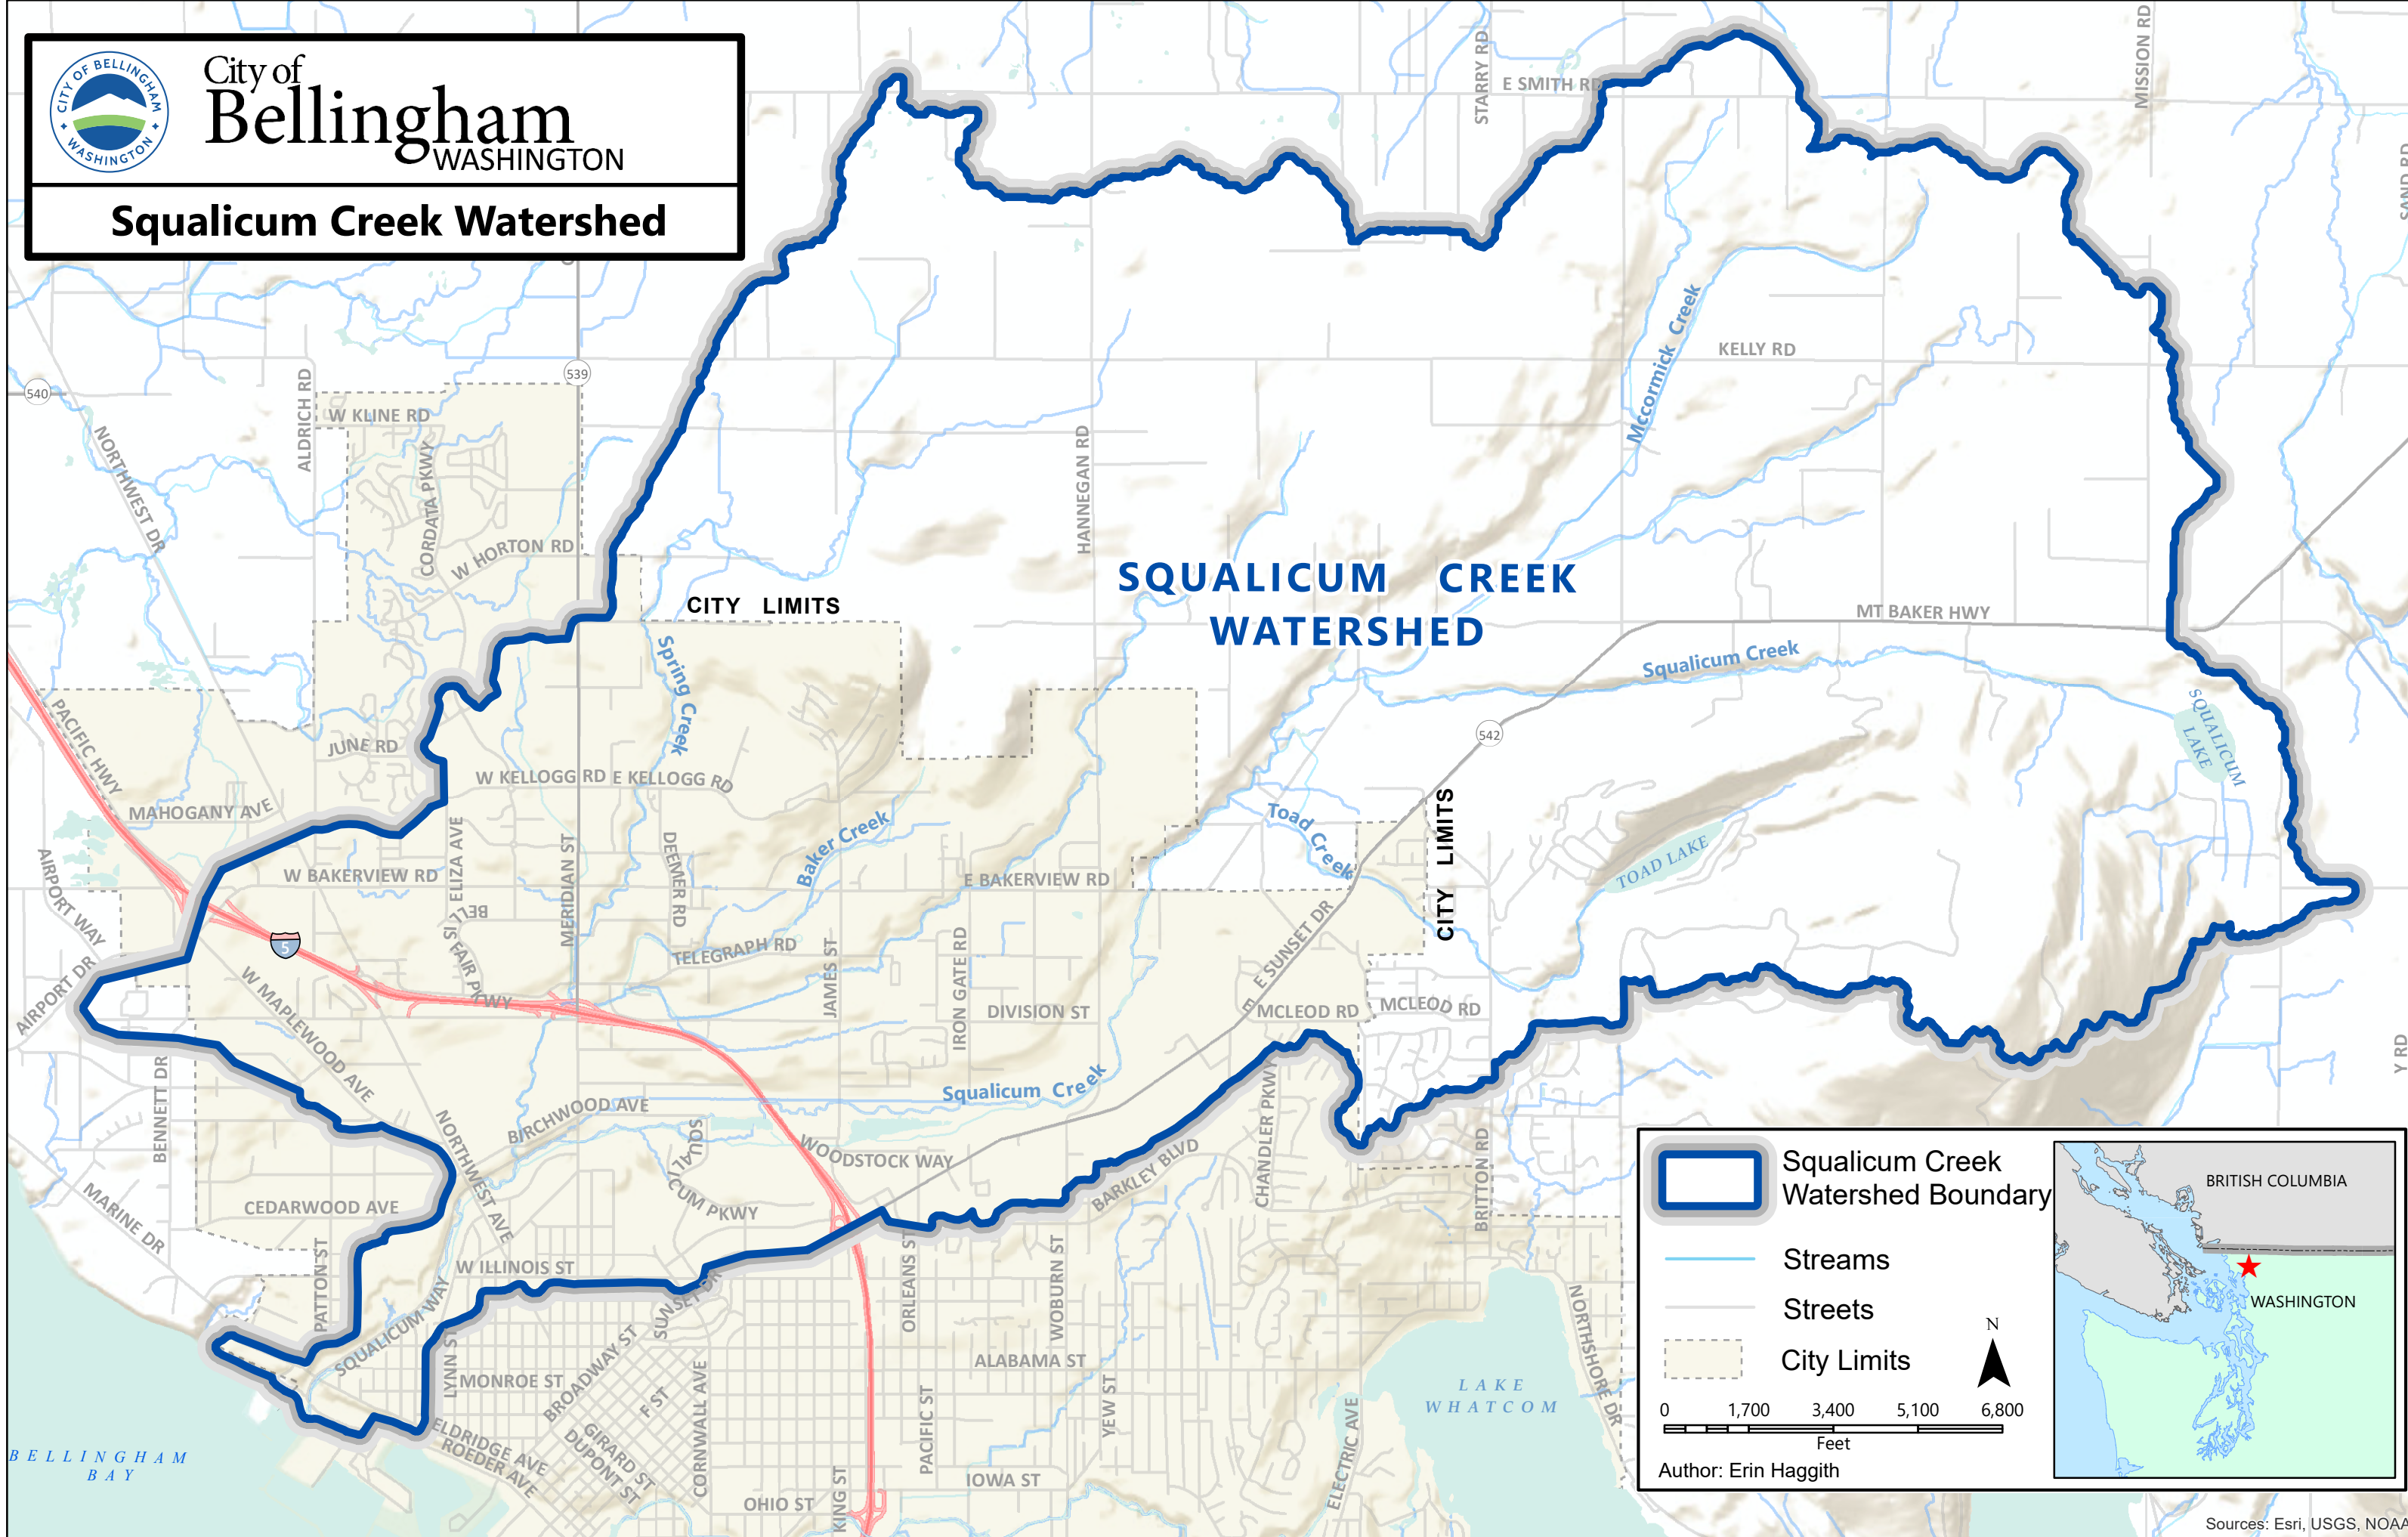 CITY OF BELLINGHAM
WASHINGTON
City of
Bellingham
WASHINGTON
Squalicum Creek Watershed
STARRY RD
E SMITH RD
MISSION RD
SAND RD
540
539
ALDRICH RD
W KLINE RD
NORTHWEST DR
CORDATA PKWY
W HORTON RD
HANNEGAN RD
Mccormick Creek
KELLY RD
CITY LIMITS
SQUALICUM CREEK
WATERSHED
MT BAKER HWY
Squalicum Creek
Spring Creek
SQUALICUM
LAKE
542
PACIFIC HWY
JUNE RD
W KELLOGG RD
E KELLOGG RD
MAHOGANY AVE
Toad Creek
CITY LIMITS
TOAD LAKE
ELIZA AVE
MERIDIAN ST
DEEMER RD
Baker Creek
AIRPORT WAY
W BAKERVIEW RD
E BAKERVIEW RD
BELLIS FAIR PKWY
5
TELEGRAPH RD
JAMES ST
IRON GATE RD
E SUNSET DR
E
AIRPORT DR
W MAPLEWOOD AVE
DIVISION ST
MCLEOD RD
MCLEOD RD
Y RD
BENNETT DR
Squalicum Creek
BIRCHWOOD AVE
NORTHWEST AVE
SQUALICUM PKWY
WOODSTOCK WAY
BARKLEY BLVD
CHANDLER PKWY
BRITTON RD
MARINE DR
CEDARWOOD AVE
PATTON ST
W ILLINOIS ST
SQUALICUM WAY
SUNSET DR
ORLEANS ST
WOBURN ST
NORTHSHORE DR
LYNN ST
MONROE ST
BROADWAY ST
F ST
CORNWALL AVE
ALABAMA ST
PACIFIC ST
YEW ST
LAKE
WHATCOM
ELDRIDGE AVE
ROEDER AVE
GIRARD ST
DUPONT ST
ELECTRIC AVE
BELLINGHAM
BAY
IOWA ST
OHIO ST
KING ST
Squalicum Creek
Watershed Boundary
Streams
Streets
City Limits
N
0 1,700 3,400 5,100 6,800
Feet
Author: Erin Haggith
BRITISH COLUMBIA
WASHINGTON
Sources: Esri, USGS, NOAA